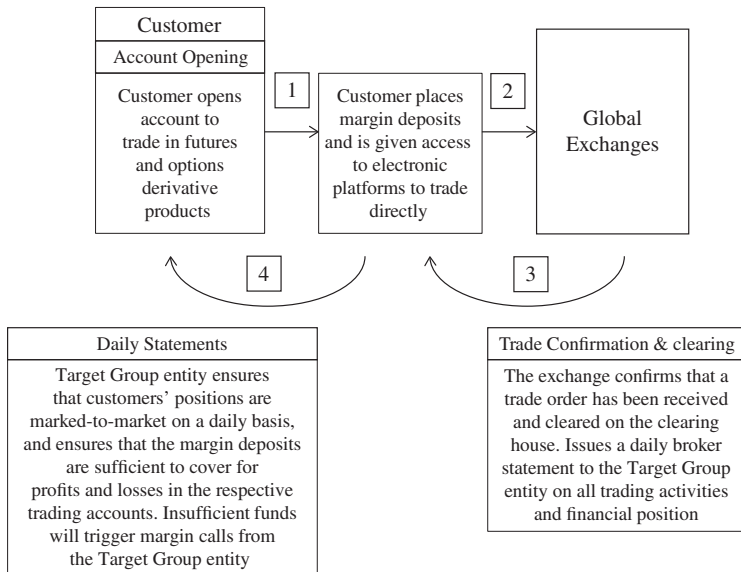 Customer
Account Opening
Customer opens
account to
trade in futures
and options
derivative
products
1
Customer places
margin deposits
and is given access
to electronic
platforms to trade
directly
2
Global
Exchanges
4
3
Daily Statements
Target Group entity ensures
that customers’ positions are
marked-to-market on a daily basis,
and ensures that the margin deposits
are sufficient to cover for
profits and losses in the respective
trading accounts. Insufficient funds
will trigger margin calls from
the Target Group entity
Trade Confirmation & clearing
The exchange confirms that a
trade order has been received
and cleared on the clearing
house. Issues a daily broker
statement to the Target Group
entity on all trading activities
and financial position